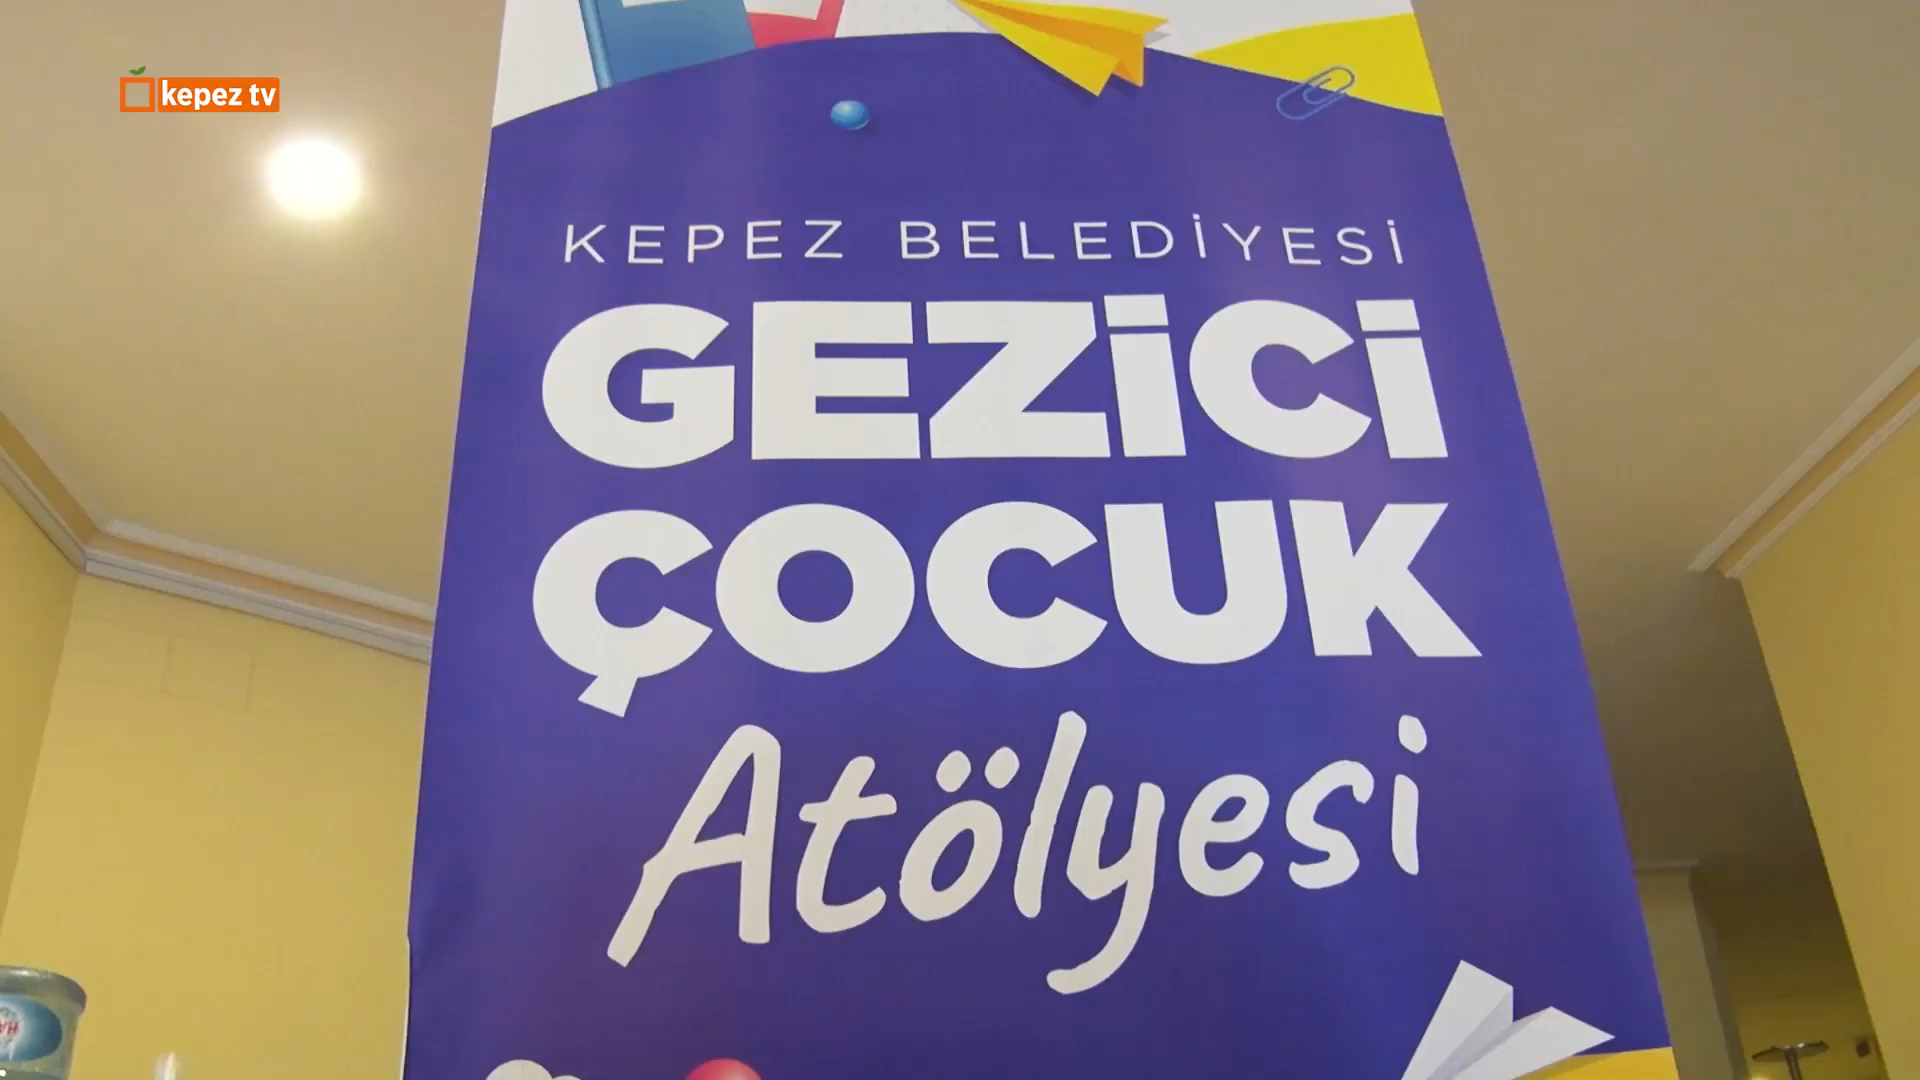 kepez tv
KEPEZ BELEDİYESİ
GEZİCİ
ÇOCUK
Atölyesi